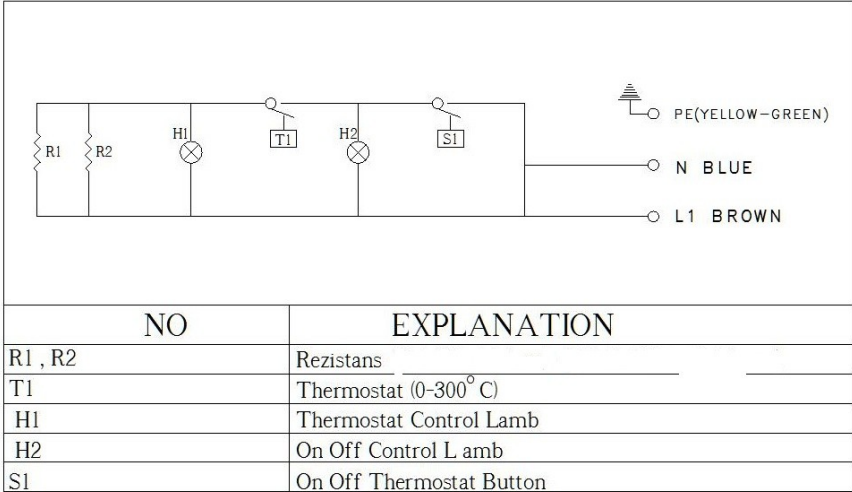 PE(YELLOW-GREEN)
H1
T1
H2
S1
R1
R2
N BLUE
L1 BROWN
NO EXPLANATION
R1 , R2 Rezistans
T1 Thermostat (0-300° C)
H1 Thermostat Control Lamb
H2 On Off Control L amb
S1 On Off Thermostat Button